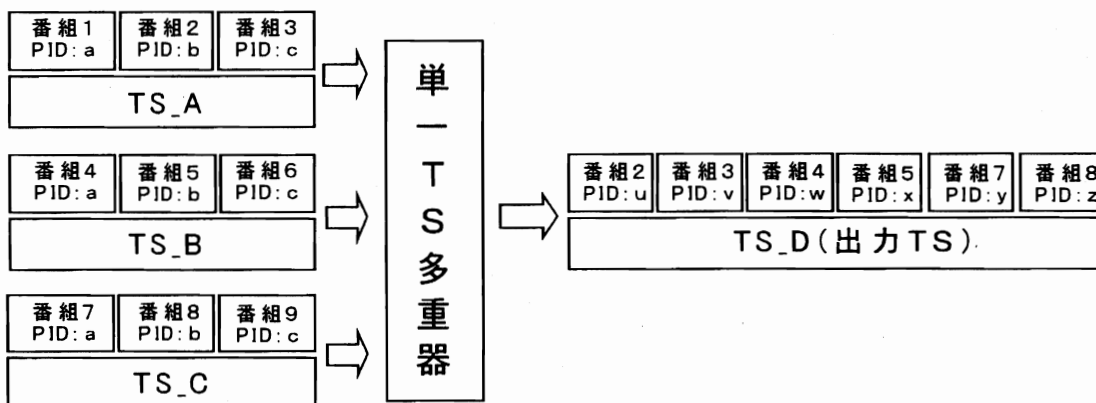 番組1 番組2 番組3
PID:a PID:b PID:c
TS_A
番組4 番組5 番組6
PID:a PID:b PID:c
TS_B
番組7 番組8 番組9
PID:a PID:b PID:c
TS_C
単一TS多重器
番組2 番組3 番組4 番組5 番組7 番組8
PID:u PID:v PID:w PID:x PID:y PID:z
TS_D(出力TS)